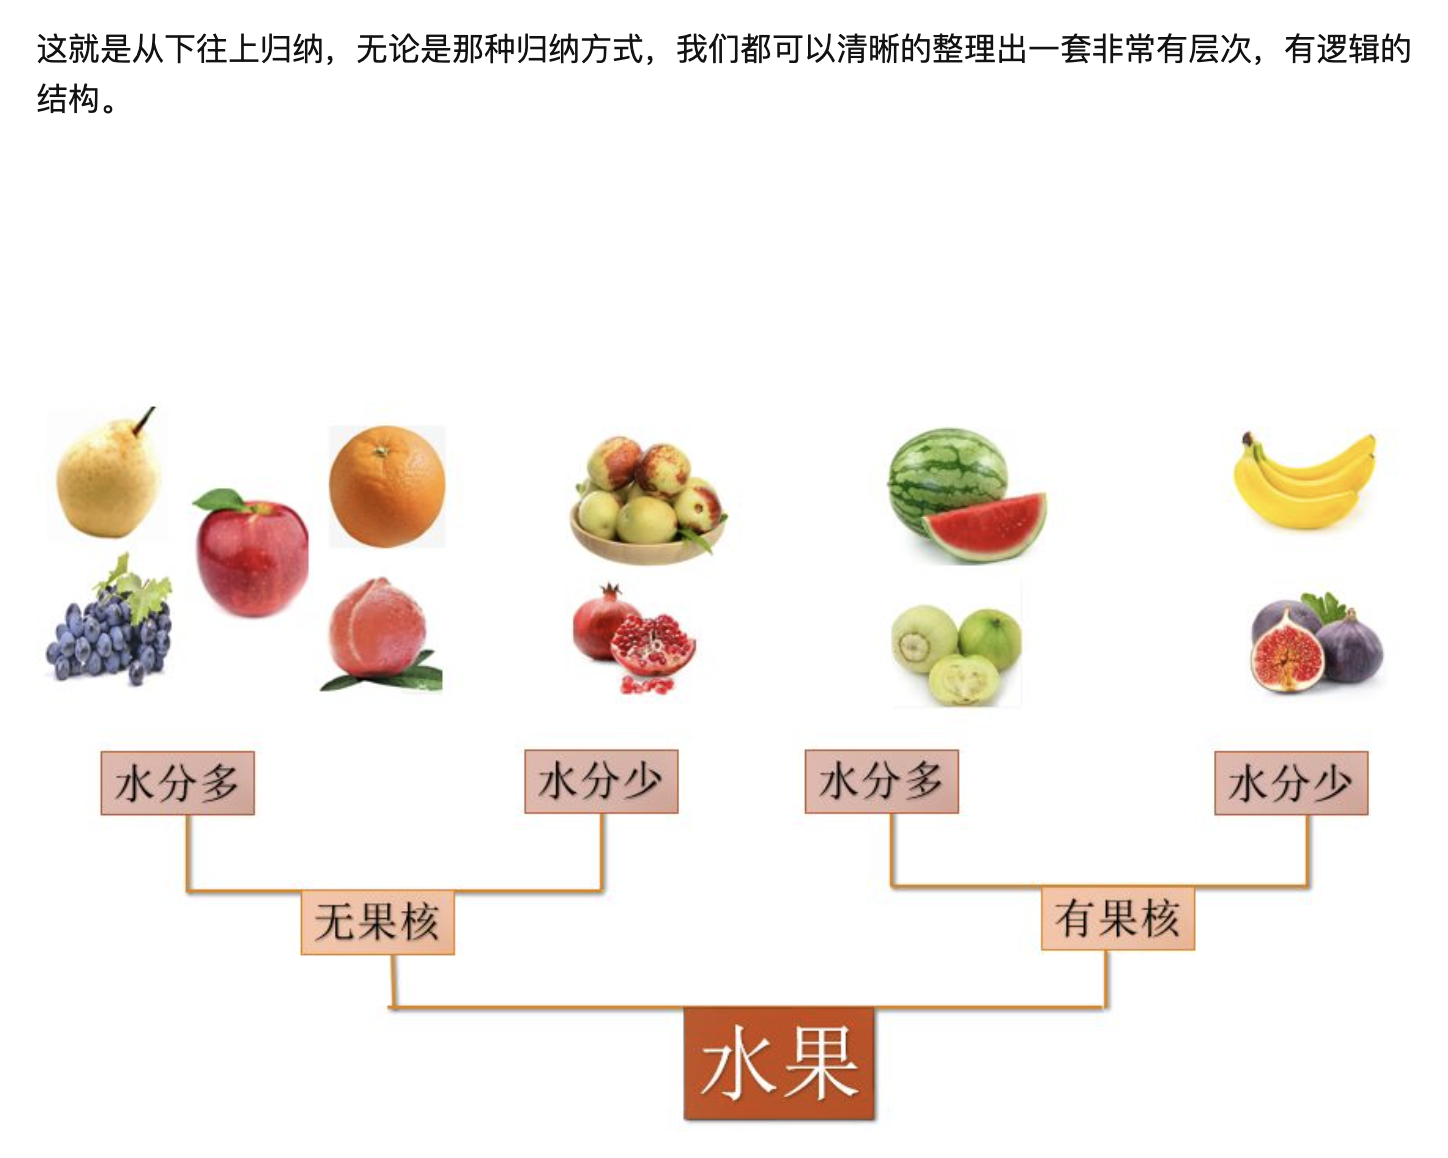 这就是从下往上归纳，无论是那种归纳方式，我们都可以清晰的整理出一套非常有层次，有逻辑的
结构。
水分多
水分少
水分多
水分少
无果核
有果核
水果